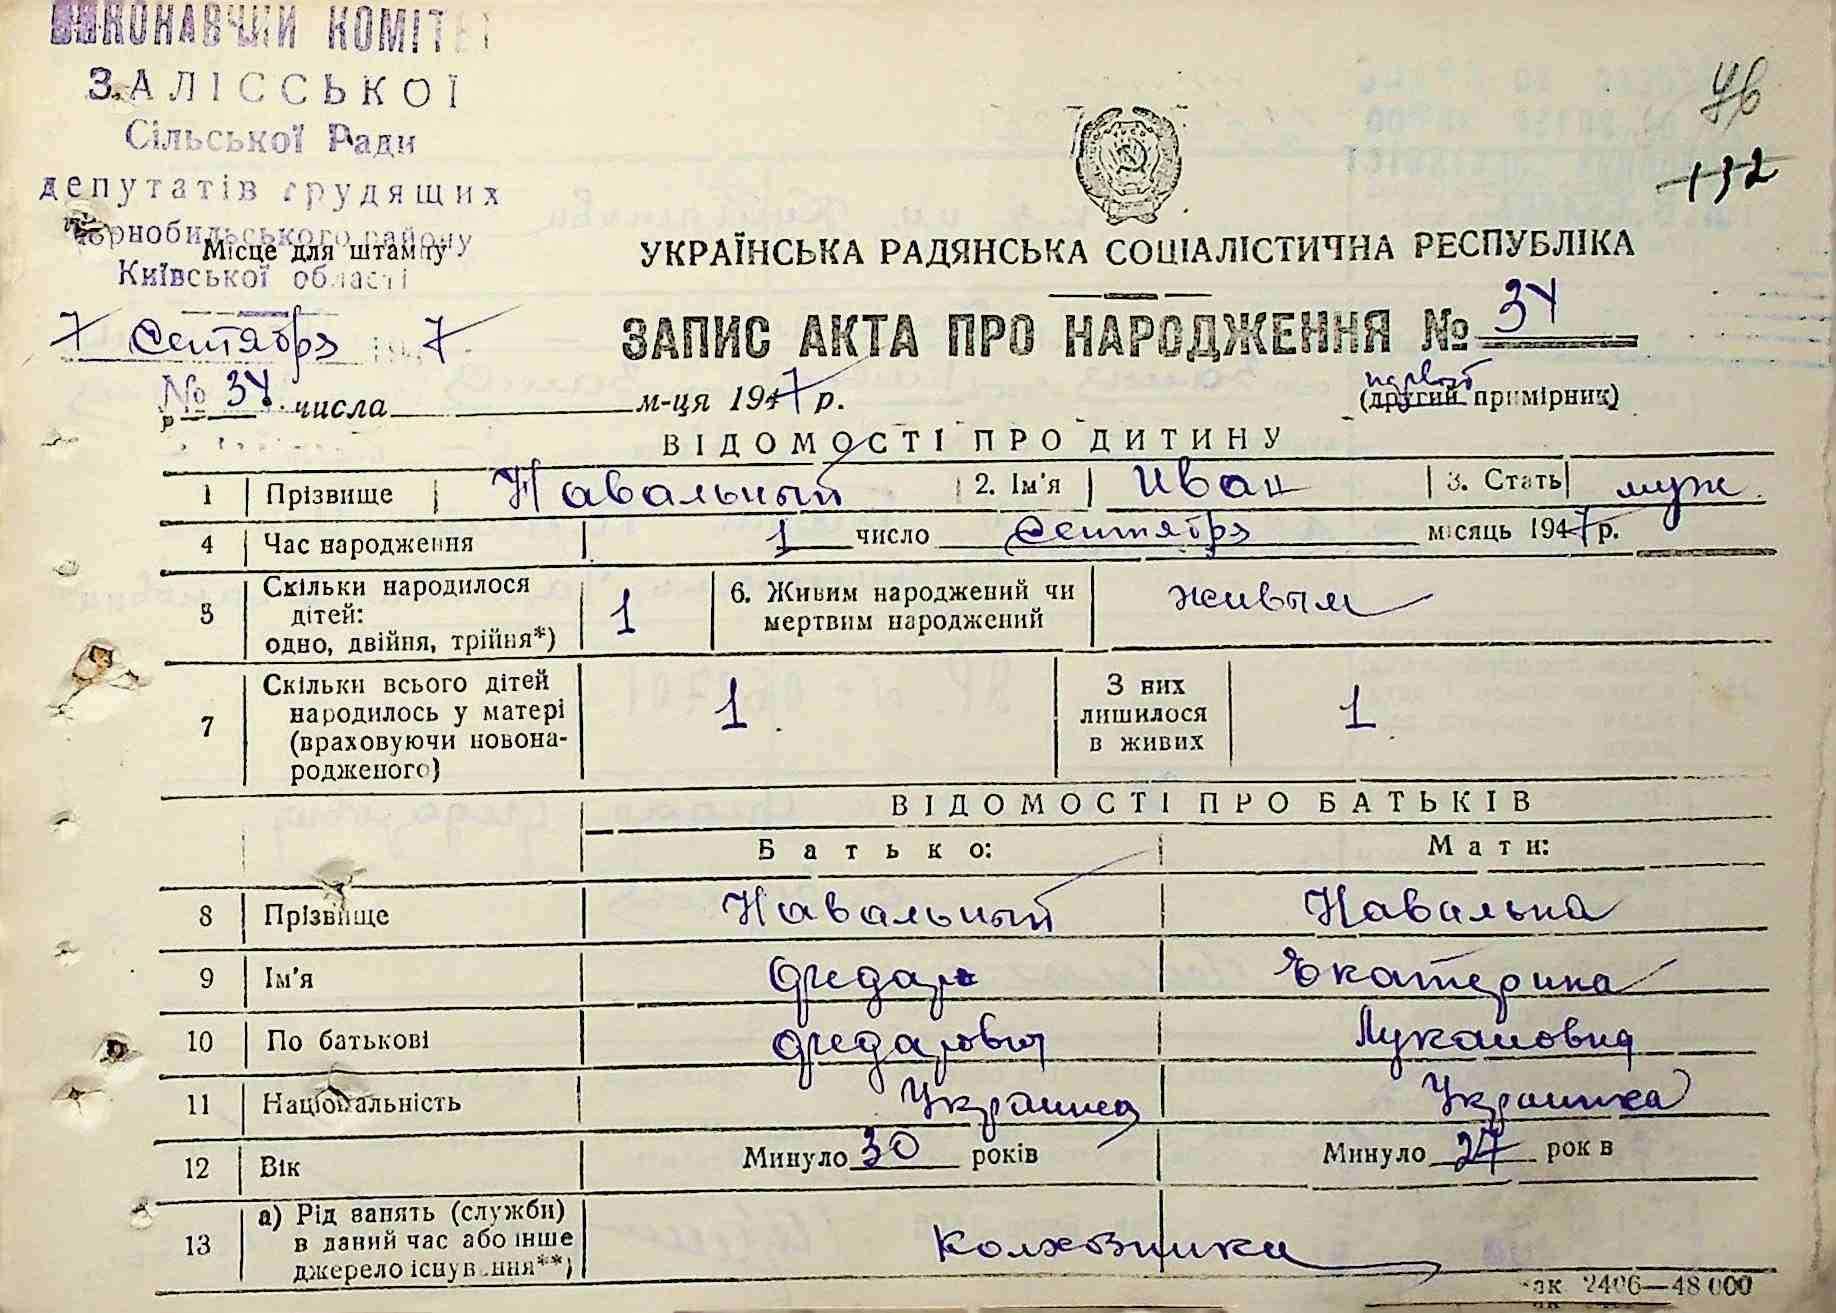 ВИКОНАВЧИЙ КОМІТЕТ
ЗАЛІССЬКОЇ
Сільської Ради
депутатів трудящих
Чорнобильського району
Місце для штампу
Київської області
7 Сентября 194 7
№ 34
132
УКРАЇНСЬКА РАДЯНСЬКА СОЦІАЛІСТИЧНА РЕСПУБЛІКА
ЗАПИС АКТА ПРО НАРОДЖЕННЯ № 34
числа м-ця 1947 р.
первый
(другий примірник)
ВІДОМОСТІ ПРО ДИТИНУ
1 Прізвище Навальный 2. Ім'я Иван 3. Стать муж
4 Час народження 1 число Сентября місяць 1947 р.
5 Скільки народилося дітей: одно, двійня, трійня*) 1 6. Живим народжений чи мертвим народжений живым
7 Скільки всього дітей народилось у матері (враховуючи новонародженого) 1 З них лишилося в живих 1
ВІДОМОСТІ ПРО БАТЬКІВ
Батько: Мати:
8 Прізвище Навальный Навальна
9 Ім'я Федарь Екатерина
10 По батькові Федарович Лукановна
11 Національність Украинец Украинка
12 Вік Минуло 30 років Минуло 27 років
13 а) Рід занять (служби) в даний час або інше джерело існування**) Колховники
зак 2406—48 000